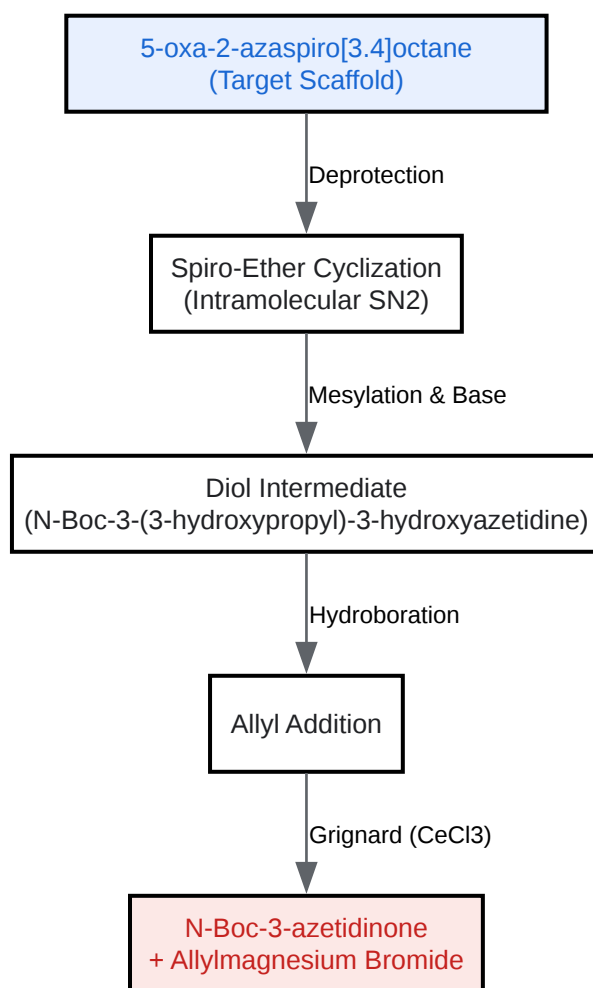 5-oxa-2-azaspiro[3.4]octane
(Target Scaffold)
Deprotection
Spiro-Ether Cyclization
(Intramolecular SN2)
Mesylation & Base
Diol Intermediate
(N-Boc-3-(3-hydroxypropyl)-3-hydroxyazetidine)
Hydroboration
Allyl Addition
Grignard (CeCl3)
N-Boc-3-azetidinone
+ Allylmagnesium Bromide